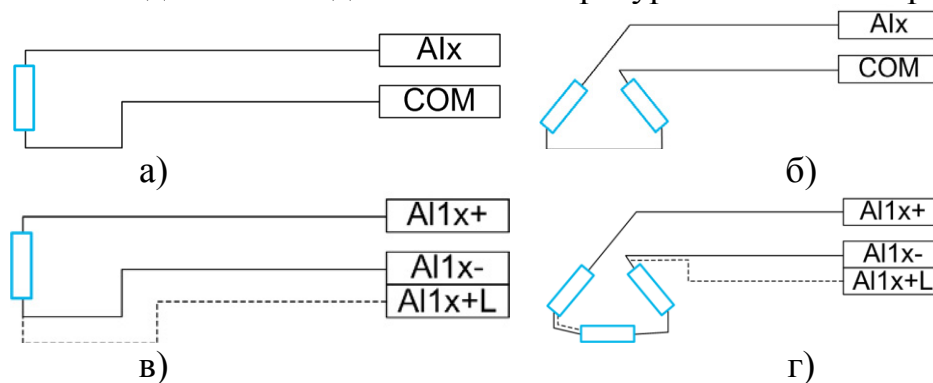 AIx
COM
а)
AIx
COM
б)
AI1x+
AI1x-
AI1x+L
в)
AI1x+
AI1x-
AI1x+L
г)